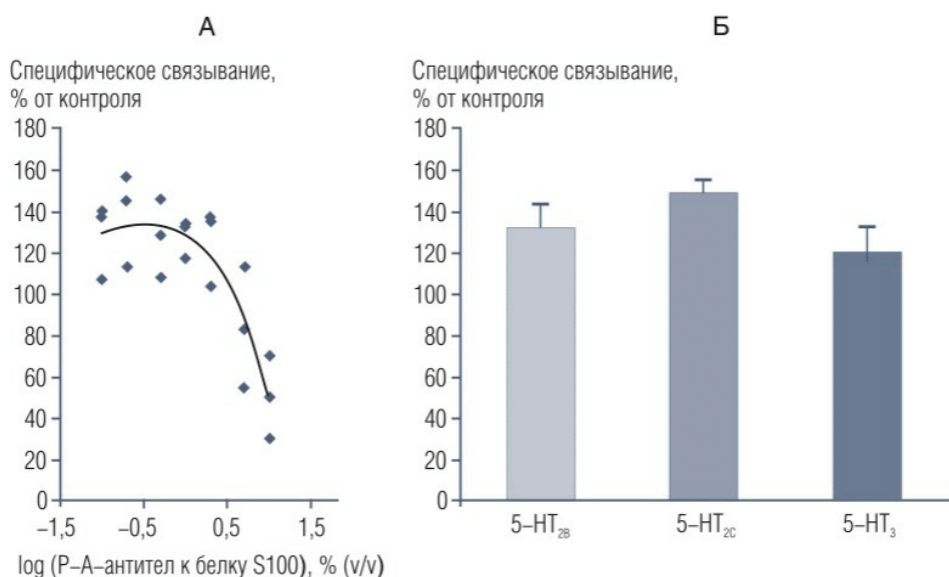 А
Специфическое связывание,
% от контроля
180
160
140
120
100
80
60
40
20
0
–1,5
–0,5
0,5
1,5
log (Р–А–антител к белку S100), % (v/v)
Б
Специфическое связывание,
% от контроля
180
160
140
120
100
80
60
40
20
0
5–HT2B
5–HT2C
5–HT3